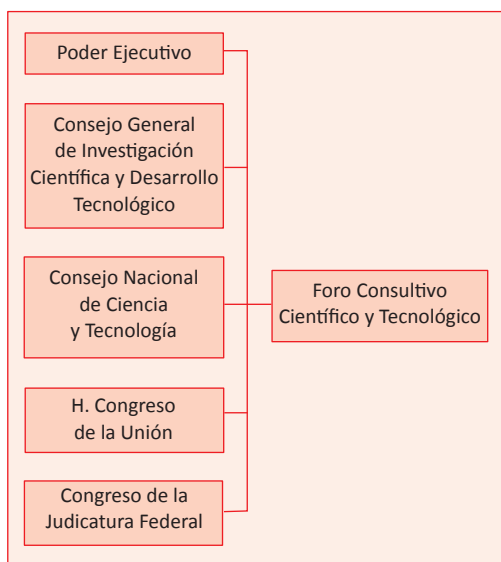 Poder Ejecutivo
Consejo General
de Investigación
Científica y Desarrollo
Tecnológico
Consejo Nacional
de Ciencia
y Tecnología
Foro Consultivo
Científico y Tecnológico
H. Congreso
de la Unión
Congreso de la
Judicatura Federal